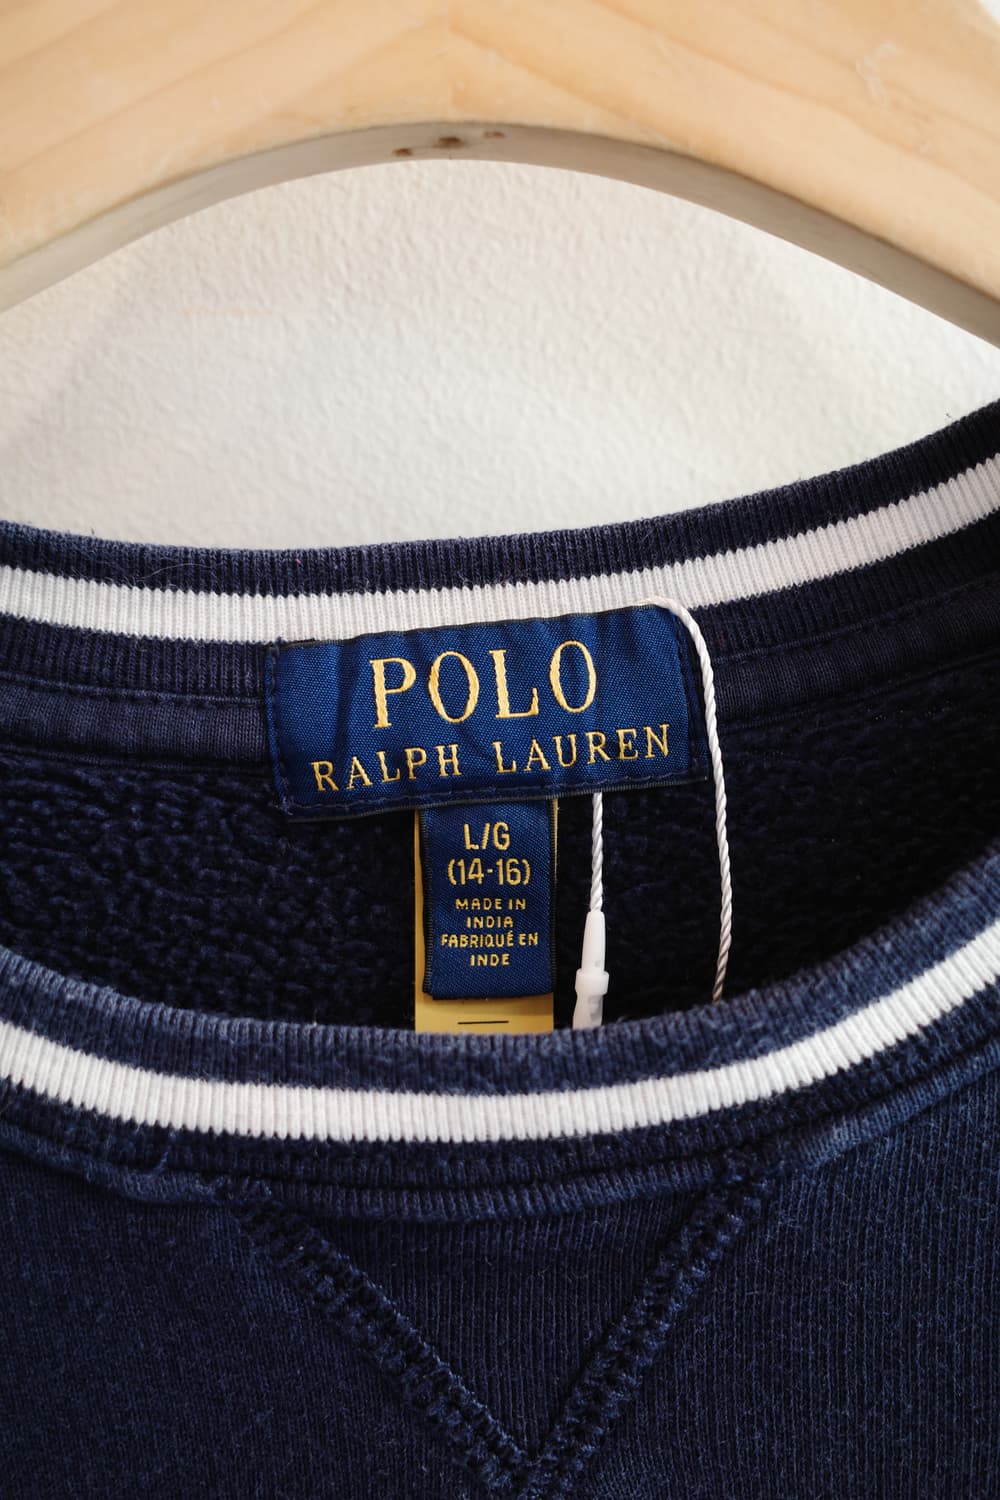 POLO
RALPH LAUREN
L/G
(14-16)
MADE IN
INDIA
FABRIQUÉ EN
INDE